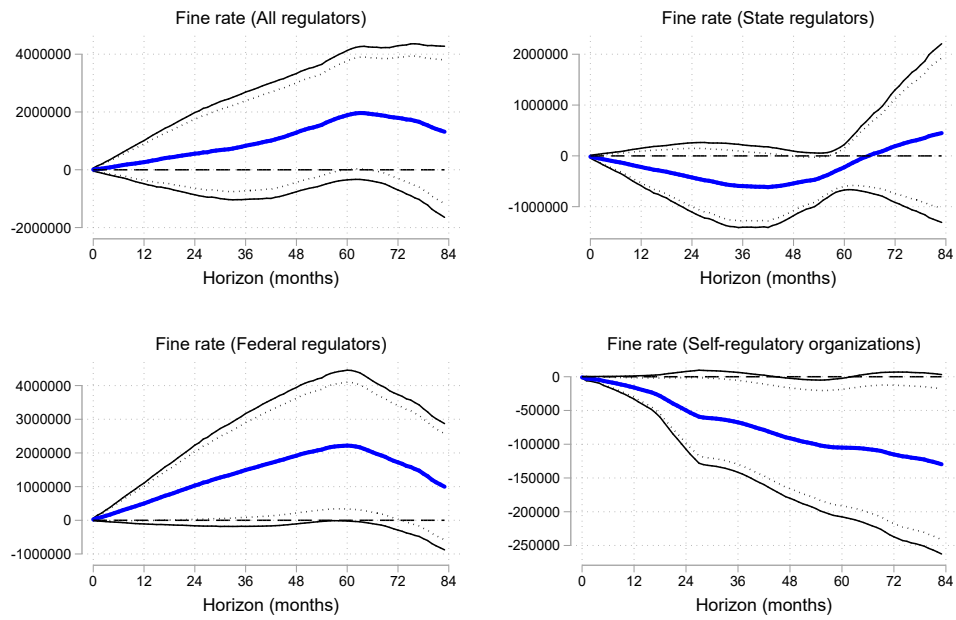 Fine rate (All regulators)
4000000
2000000
0
-2000000
0 12 24 36 48 60 72 84
Horizon (months)
Fine rate (State regulators)
2000000
1000000
0
-1000000
0 12 24 36 48 60 72 84
Horizon (months)
Fine rate (Federal regulators)
4000000
3000000
2000000
1000000
0
-1000000
0 12 24 36 48 60 72 84
Horizon (months)
Fine rate (Self-regulatory organizations)
0
-50000
-100000
-150000
-200000
-250000
0 12 24 36 48 60 72 84
Horizon (months)